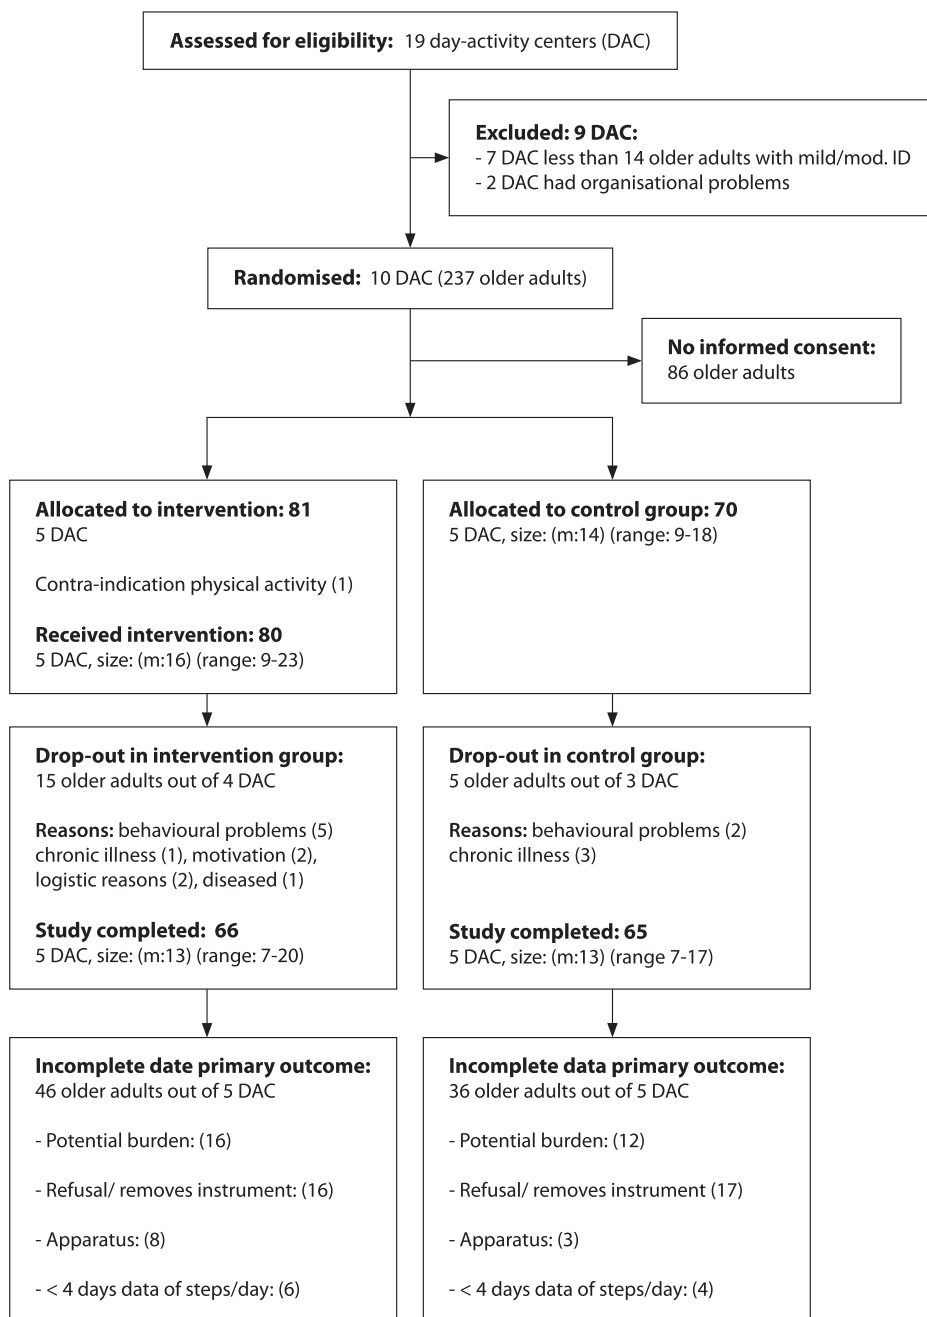 Assessed for eligibility: 19 day-activity centers (DAC)
Excluded: 9 DAC:
- 7 DAC less than 14 older adults with mild/mod. ID
- 2 DAC had organisational problems
Randomised: 10 DAC (237 older adults)
No informed consent:
86 older adults
Allocated to intervention: 81
5 DAC
Contra-indication physical activity (1)
Received intervention: 80
5 DAC, size: (m:16) (range: 9-23)
Allocated to control group: 70
5 DAC, size: (m:14) (range: 9-18)
Drop-out in intervention group:
15 older adults out of 4 DAC
Reasons: behavioural problems (5)
chronic illness (1), motivation (2),
logistic reasons (2), diseased (1)
Study completed: 66
5 DAC, size: (m:13) (range: 7-20)
Drop-out in control group:
5 older adults out of 3 DAC
Reasons: behavioural problems (2)
chronic illness (3)
Study completed: 65
5 DAC, size: (m:13) (range 7-17)
Incomplete date primary outcome:
46 older adults out of 5 DAC
- Potential burden: (16)
- Refusal/ removes instrument: (16)
- Apparatus: (8)
- < 4 days data of steps/day: (6)
Incomplete data primary outcome:
36 older adults out of 5 DAC
- Potential burden: (12)
- Refusal/ removes instrument (17)
- Apparatus: (3)
- < 4 days data of steps/day: (4)